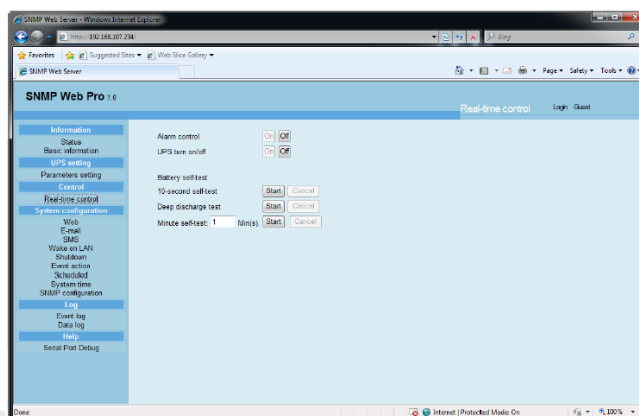 SNMP Web Server - Windows Internet Explorer
http://192.168.107.234/
Bing
Favorites Suggested Sites Web Slice Gallery
SNMP Web Server
Page Safety Tools
SNMP Web Pro 1.0
Real-time control Login Guest
Information
Status
Basic information
UPS setting
Parameters setting
Control
Real-time control
System configuration
Web
E-mail
SMS
Wake on LAN
Shutdown
Event action
Scheduled
System time
SNMP configuration
Log
Event log
Data log
Help
Serial Port Debug
Alarm control On Off
UPS turn on/off On Off
Battery self-test
10-second self-test Start Cancel
Deep discharge test Start Cancel
Minute self-test: 1 Min(s). Start Cancel
Done Internet | Protected Mode: On 100%